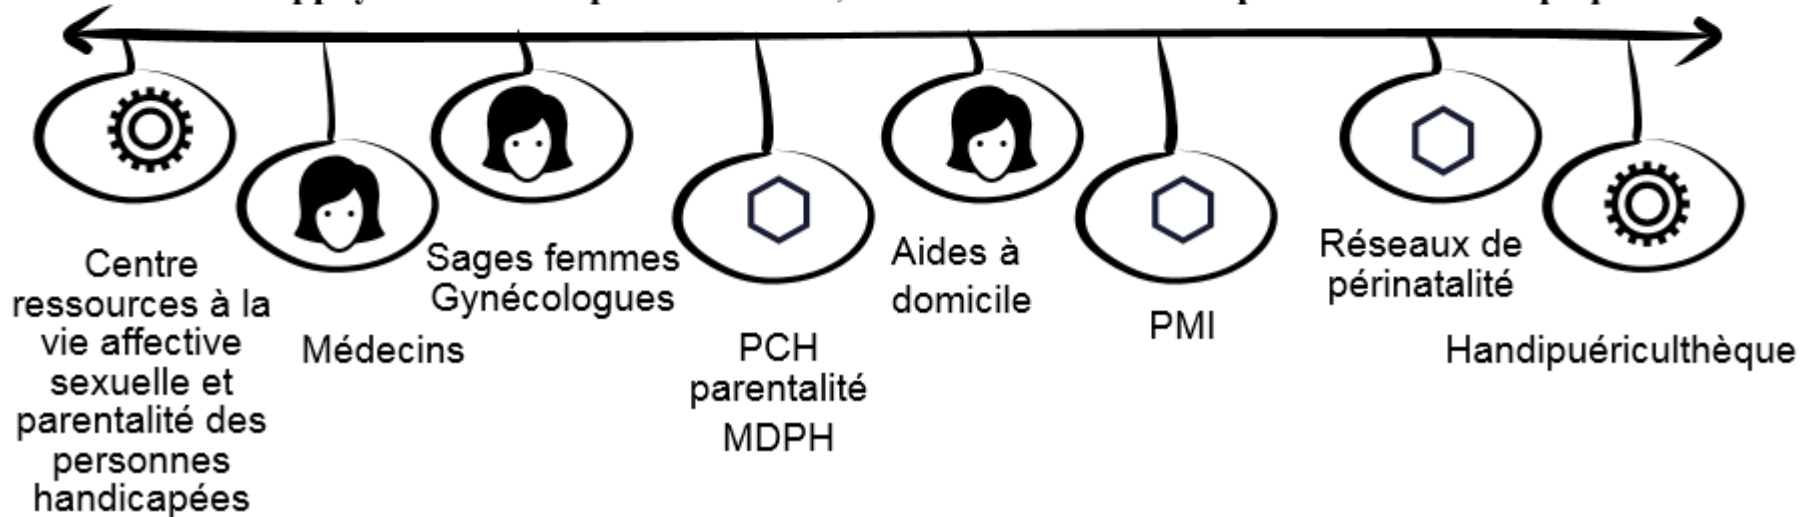 Centre
ressources à la
vie affective
sexuelle et
parentalité des
personnes
handicapées
Médecins
Sages femmes
Gynécologues
PCH
parentalité
MDPH
Aides à
domicile
PMI
Réseaux de
périnatalité
Handipuériculthèque